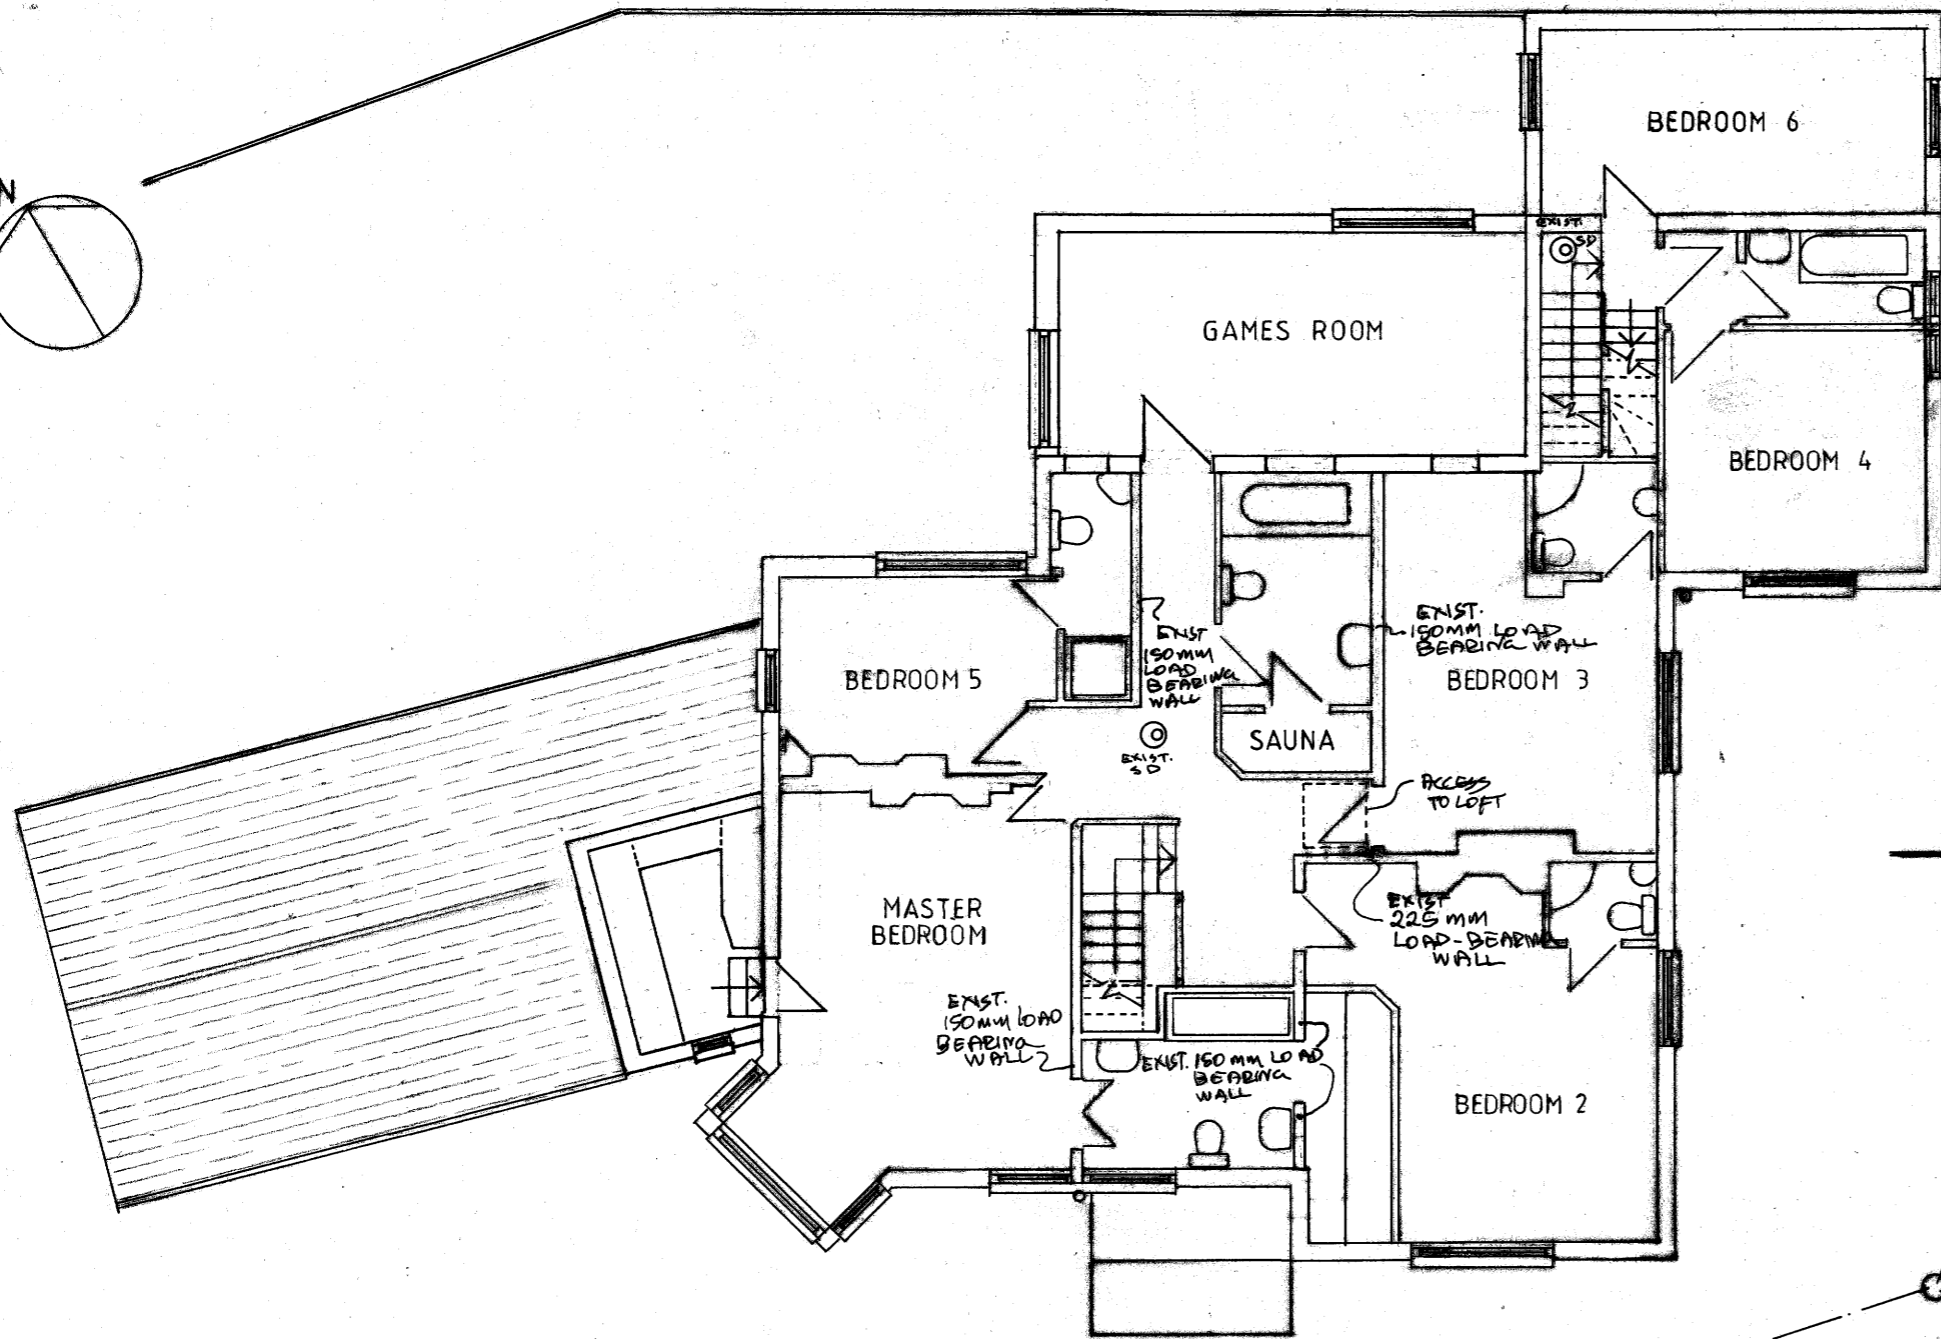 BEDROOM 6
N
EXIST.
SD
GAMES ROOM
BEDROOM 4
EXIST
150MM
LOAD
BEARING
WALL
EXIST.
150MM LOAD
BEARING WALL
BEDROOM 5
BEDROOM 3
SAUNA
EXIST.
SD
ACCESS
TO LOFT
MASTER
BEDROOM
EXIST
225 MM
LOAD-BEARING
WALL
EXIST.
150MM LOAD
BEARING
WALL
EXIST. 150 MM LOAD
BEARING
WALL
BEDROOM 2